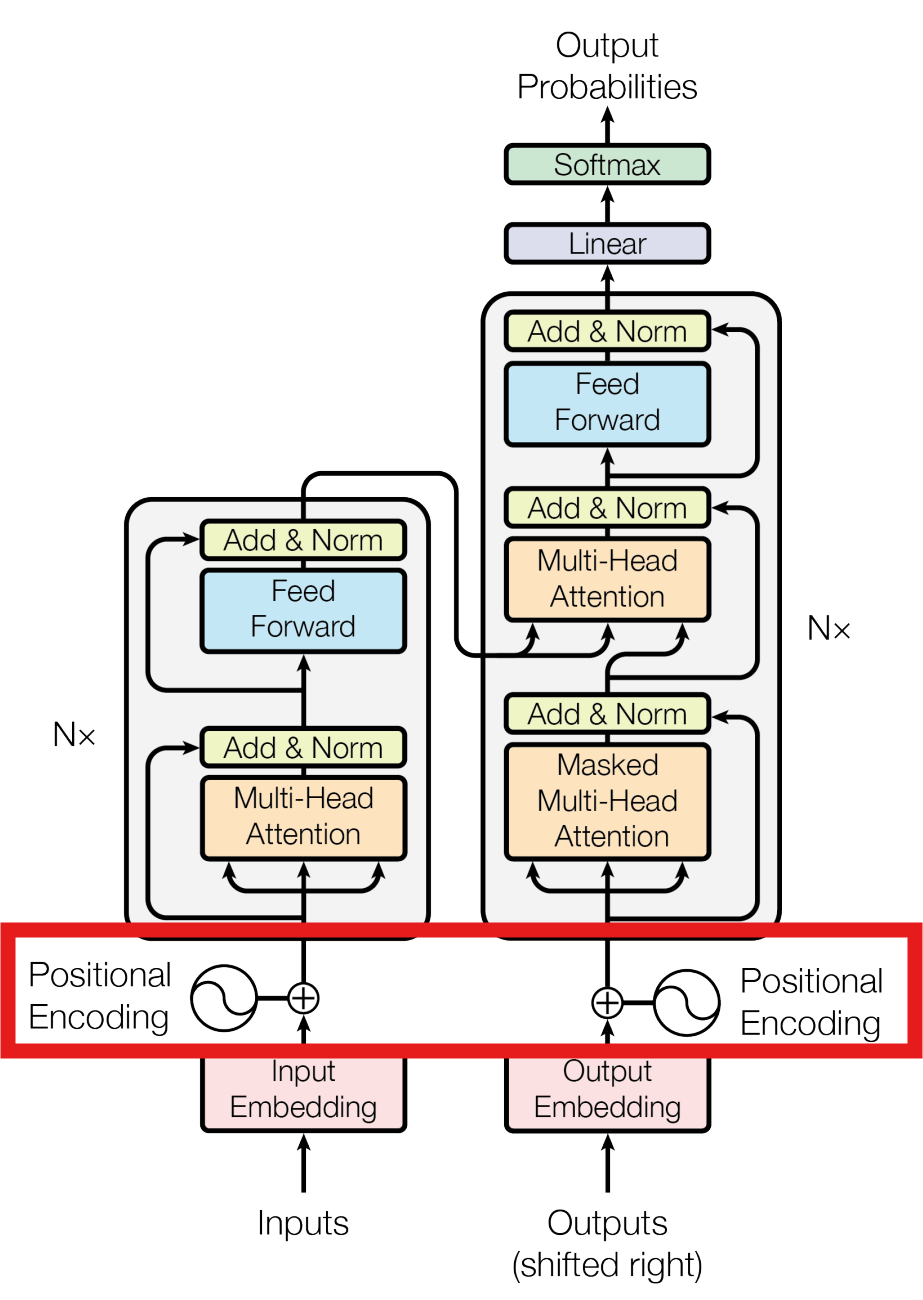 Output
Probabilities
Softmax
Linear
Add & Norm
Feed
Forward
Add & Norm
Multi-Head
Attention
Add & Norm
Masked
Multi-Head
Attention
N×
Add & Norm
Feed
Forward
Add & Norm
Multi-Head
Attention
N×
Positional
Encoding
Positional
Encoding
Input
Embedding
Output
Embedding
Inputs
Outputs
(shifted right)